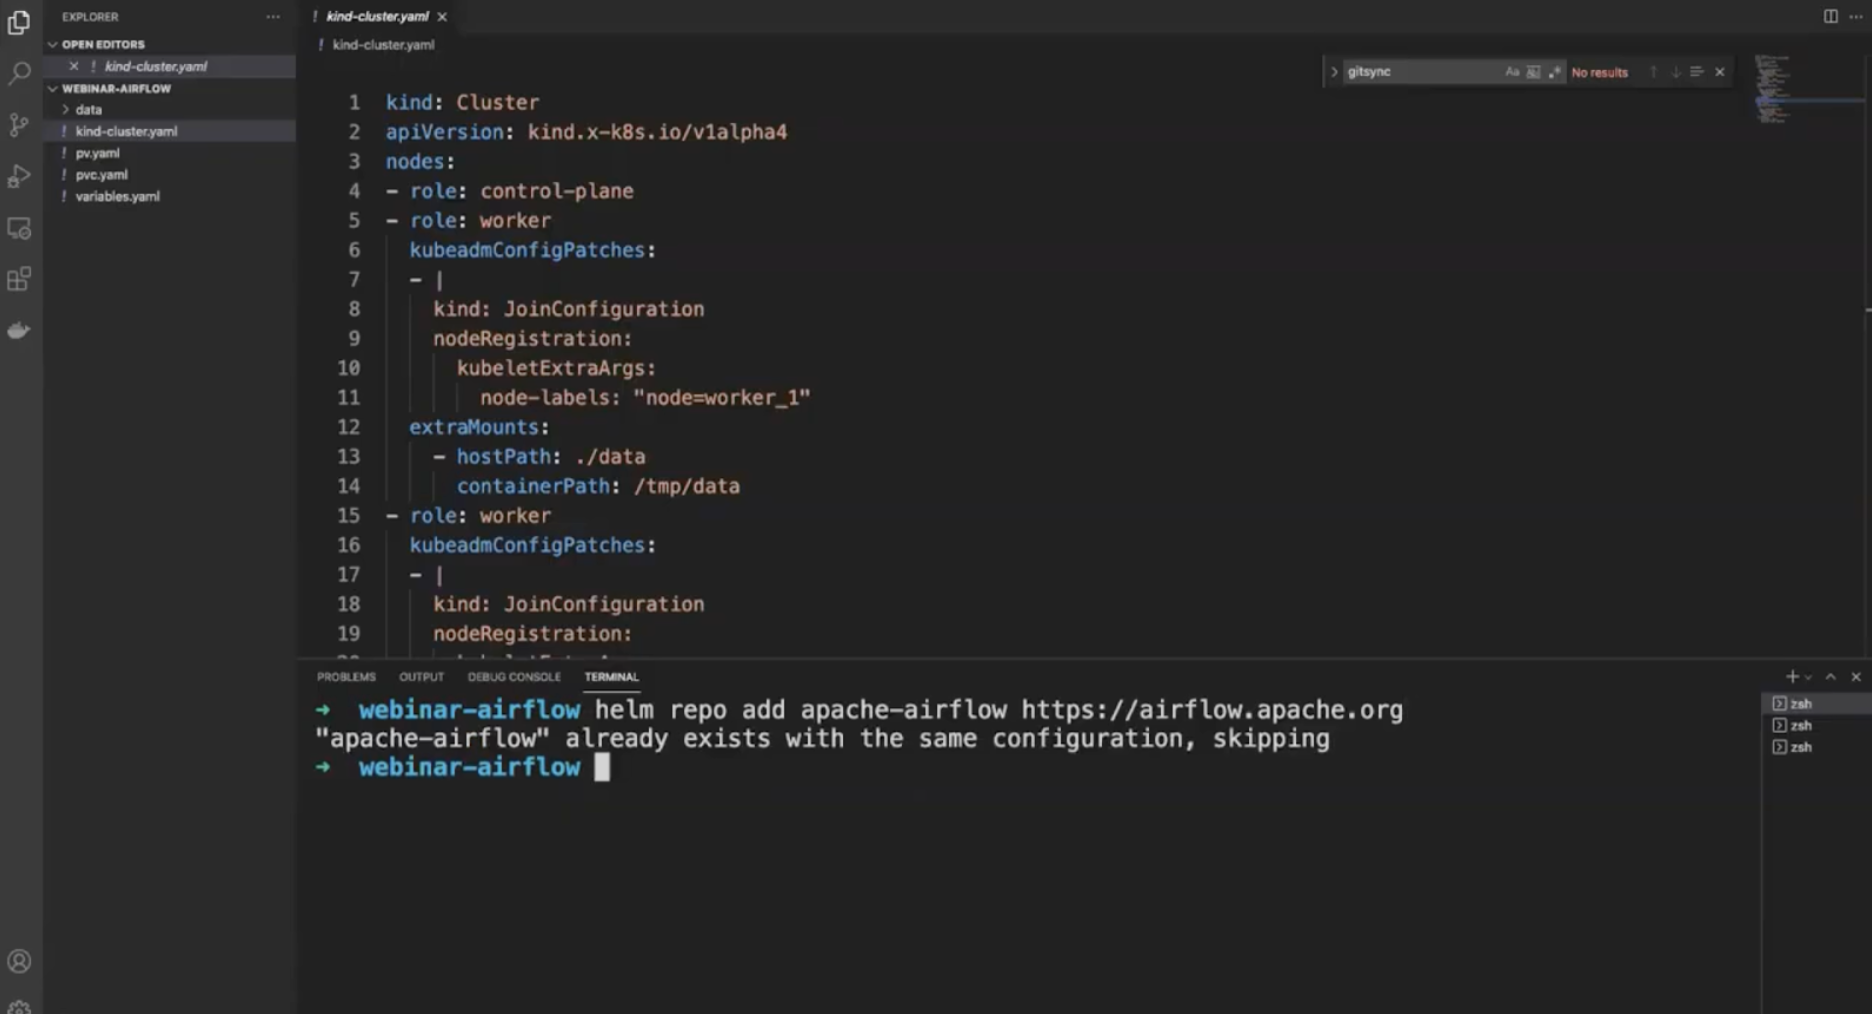 EXPLORER
OPEN EDITORS
kind-cluster.yaml
WEBINAR-AIRFLOW
data
kind-cluster.yaml
pv.yaml
pvc.yaml
variables.yaml
kind-cluster.yaml
kind-cluster.yaml
gitsync
Aa
No results
1 kind: Cluster
2 apiVersion: kind.x-k8s.io/v1alpha4
3 nodes:
4 - role: control-plane
5 - role: worker
6 kubeadmConfigPatches:
7 - |
8 kind: JoinConfiguration
9 nodeRegistration:
10 kubeletExtraArgs:
11 node-labels: "node=worker_1"
12 extraMounts:
13 - hostPath: ./data
14 containerPath: /tmp/data
15 - role: worker
16 kubeadmConfigPatches:
17 - |
18 kind: JoinConfiguration
19 nodeRegistration:
PROBLEMS OUTPUT DEBUG CONSOLE TERMINAL
→ webinar-airflow helm repo add apache-airflow https://airflow.apache.org
"apache-airflow" already exists with the same configuration, skipping
→ webinar-airflow
zsh
zsh
zsh